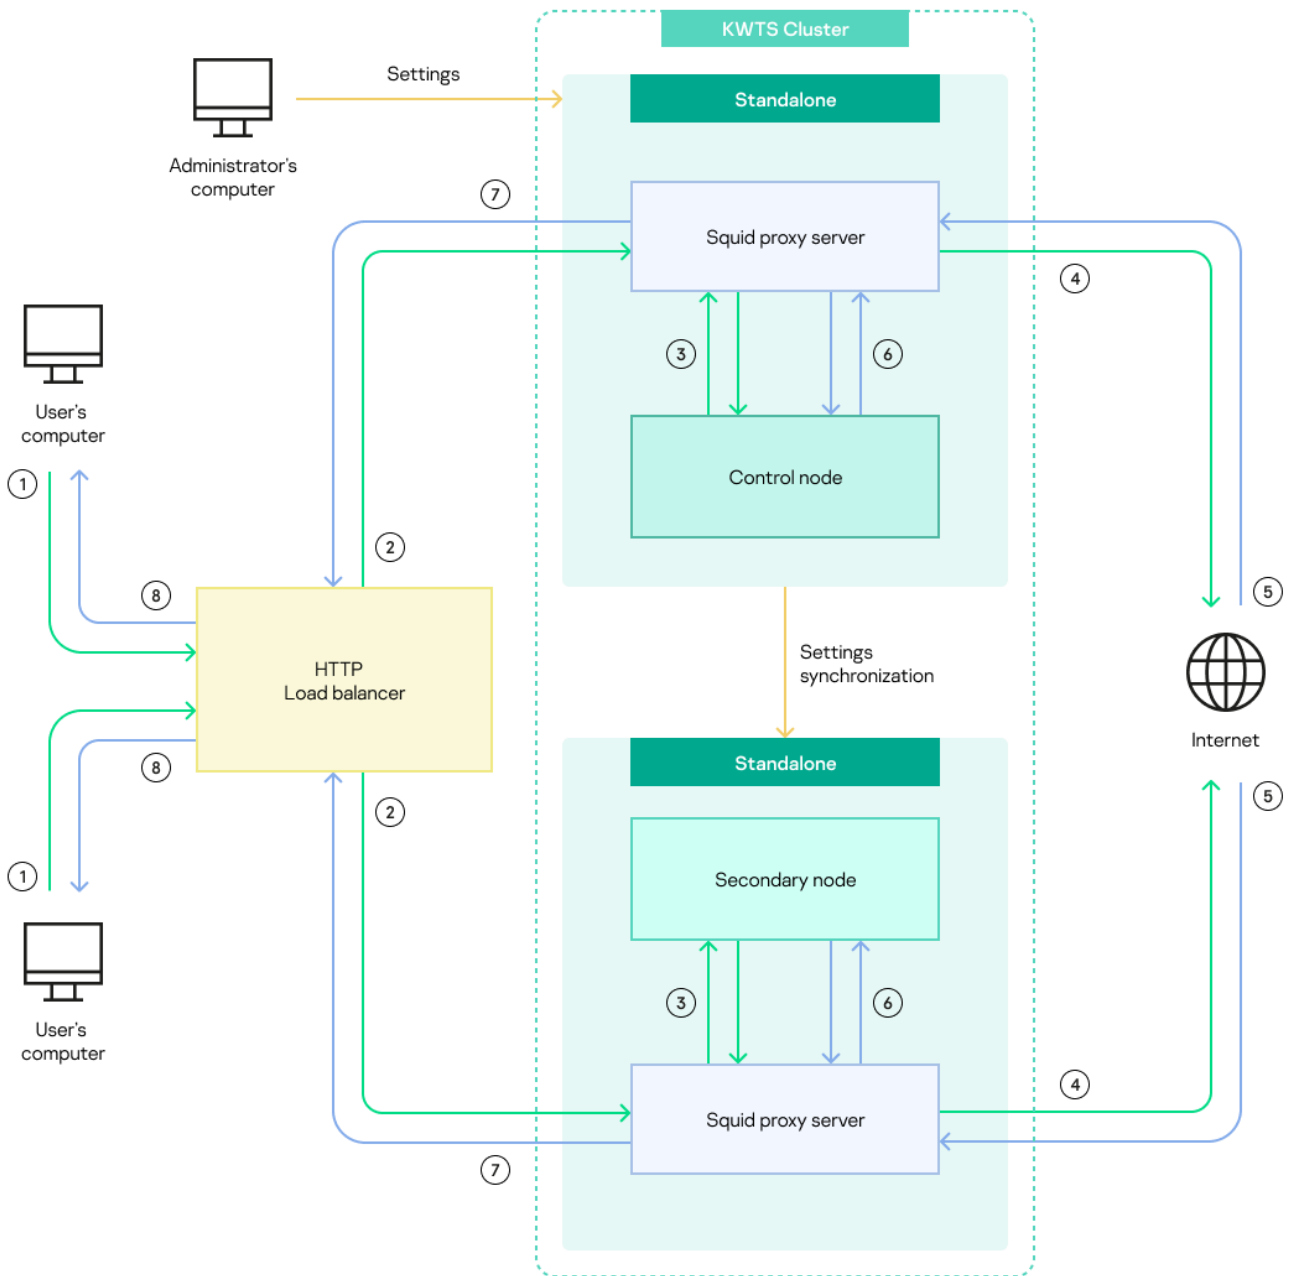 KWTS Cluster
Settings
Standalone
Administrator's
computer
7
Squid proxy server
4
3
6
User's
computer
1
Control node
2
8
5
HTTP
Load balancer
Settings
synchronization
Internet
Standalone
8
2
5
1
Secondary node
3
6
User's
computer
4
Squid proxy server
7